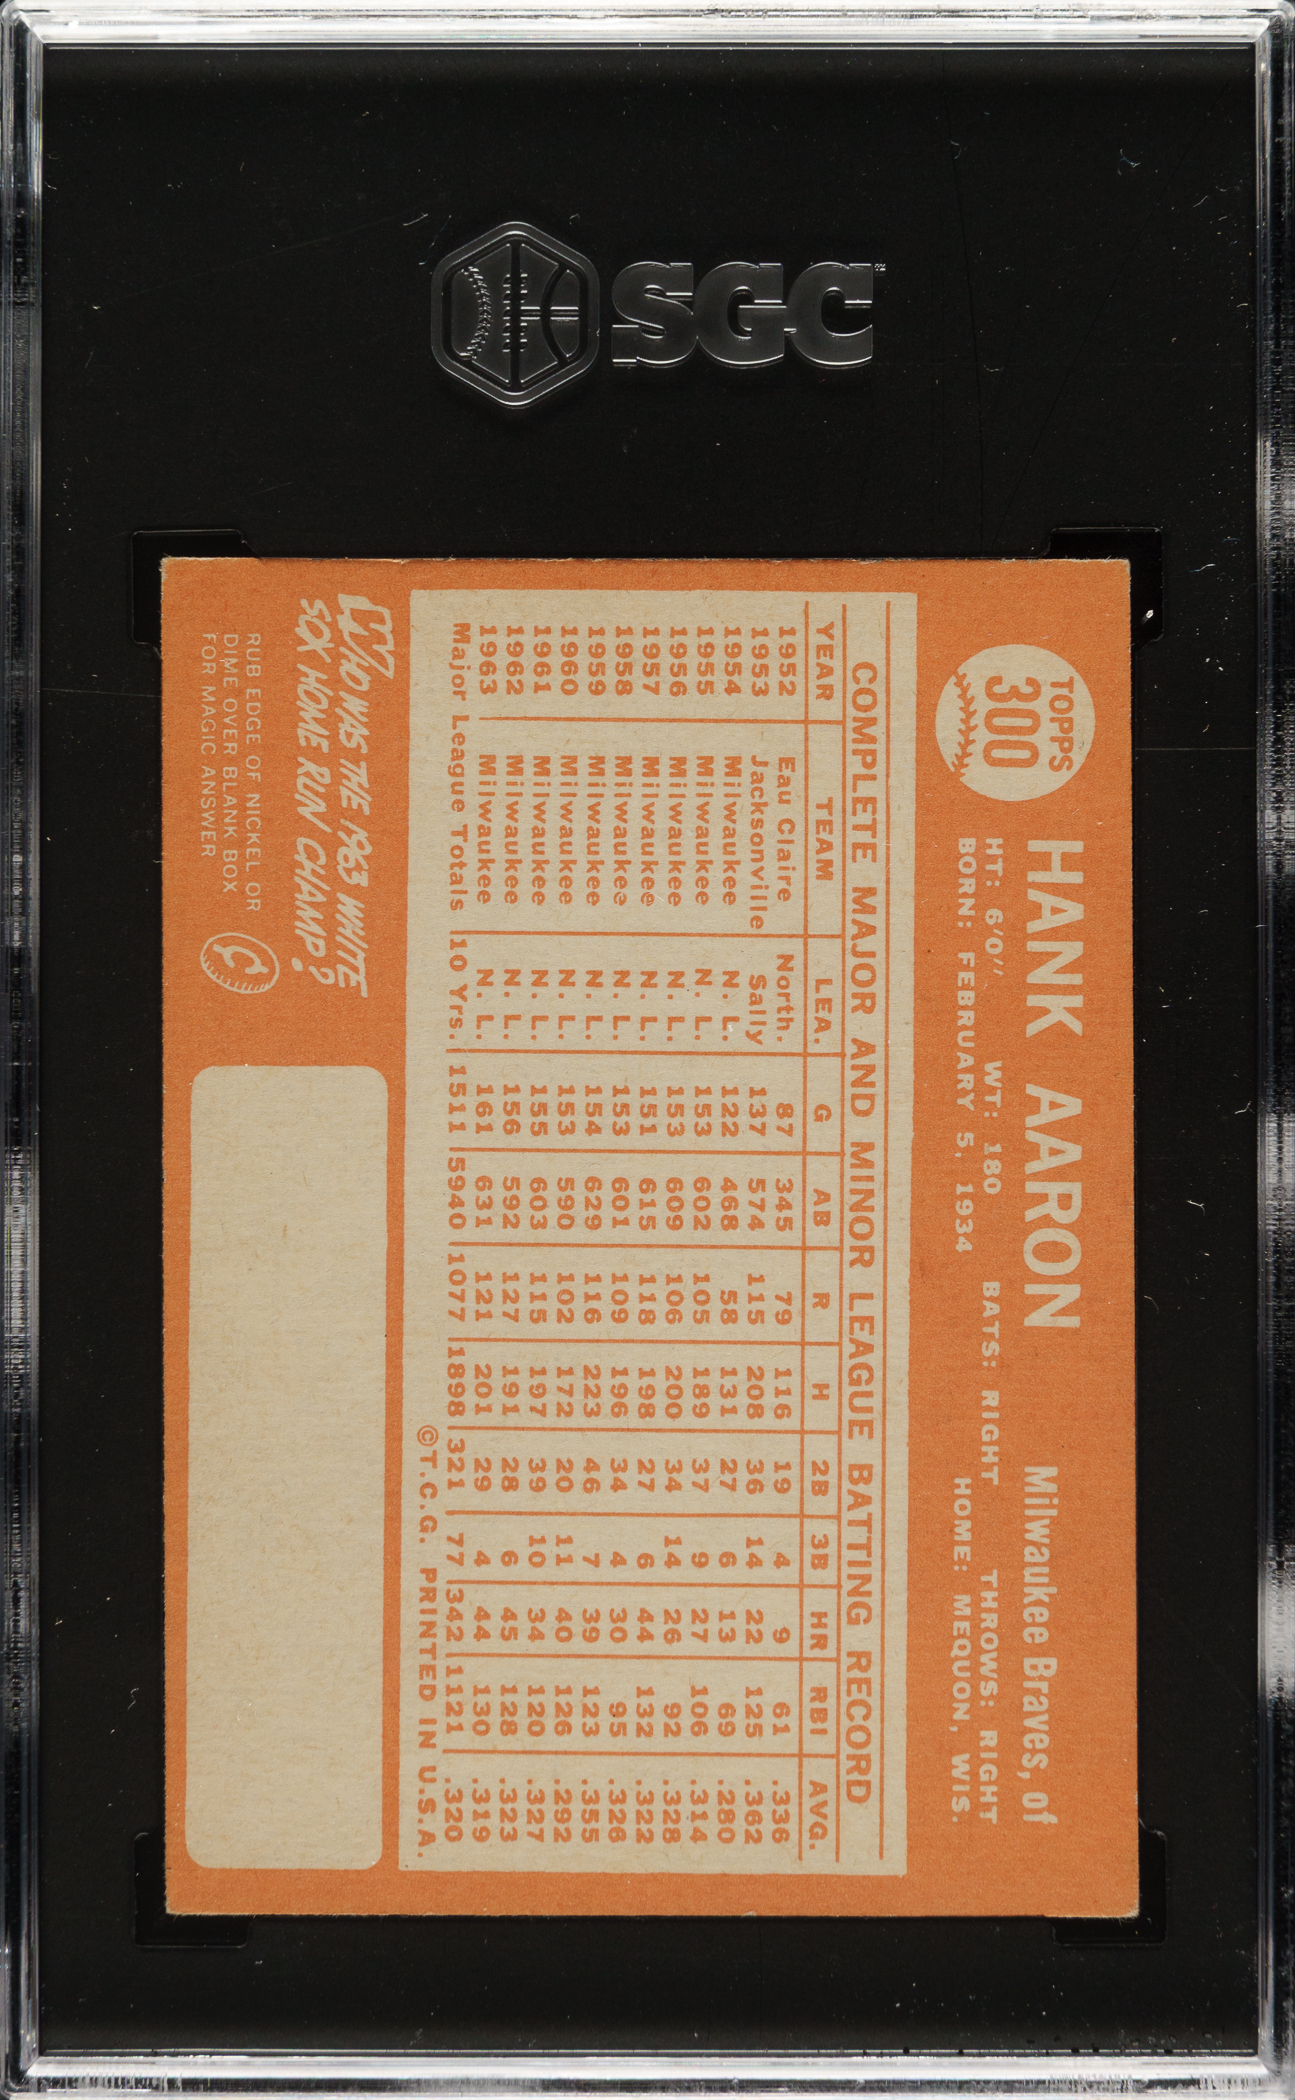 SGC
TOPPS
300
HANK AARON Milwaukee Braves, of
HT: 6'0" WT: 180 BATS: RIGHT THROWS: RIGHT
BORN: FEBRUARY 5, 1934 HOME: MEQUON, WIS.
COMPLETE MAJOR AND MINOR LEAGUE BATTING RECORD
YEAR TEAM LEA. G AB R H 2B 3B HR RBI AVG.
1952 Eau Claire North. 87 345 79 116 19 4 9 61 .336
1953 Jacksonville Sally 137 574 115 208 36 14 22 125 .362
1954 Milwaukee N. L. 122 468 58 131 27 6 13 69 .280
1955 Milwaukee N. L. 153 602 105 189 37 9 27 106 .314
1956 Milwaukee N. L. 153 609 106 200 34 14 26 92 .328
1957 Milwaukee N. L. 151 615 118 198 27 6 44 132 .322
1958 Milwaukee N. L. 153 601 109 196 34 4 30 95 .326
1959 Milwaukee N. L. 154 629 116 223 46 7 39 123 .355
1960 Milwaukee N. L. 153 590 102 172 20 11 40 126 .292
1961 Milwaukee N. L. 155 603 115 197 39 10 34 120 .327
1962 Milwaukee N. L. 156 592 127 191 28 6 45 128 .323
1963 Milwaukee N. L. 161 631 121 201 29 4 44 130 .319
Major League Totals 10 Yrs. 1511 5940 1077 1898 321 77 342 1121 .320
©T.C.G. PRINTED IN U.S.A.
WHO WAS THE 1963 WHITE
SOX HOME RUN CHAMP?
RUB EDGE OF NICKEL OR
DIME OVER BLANK BOX
FOR MAGIC ANSWER